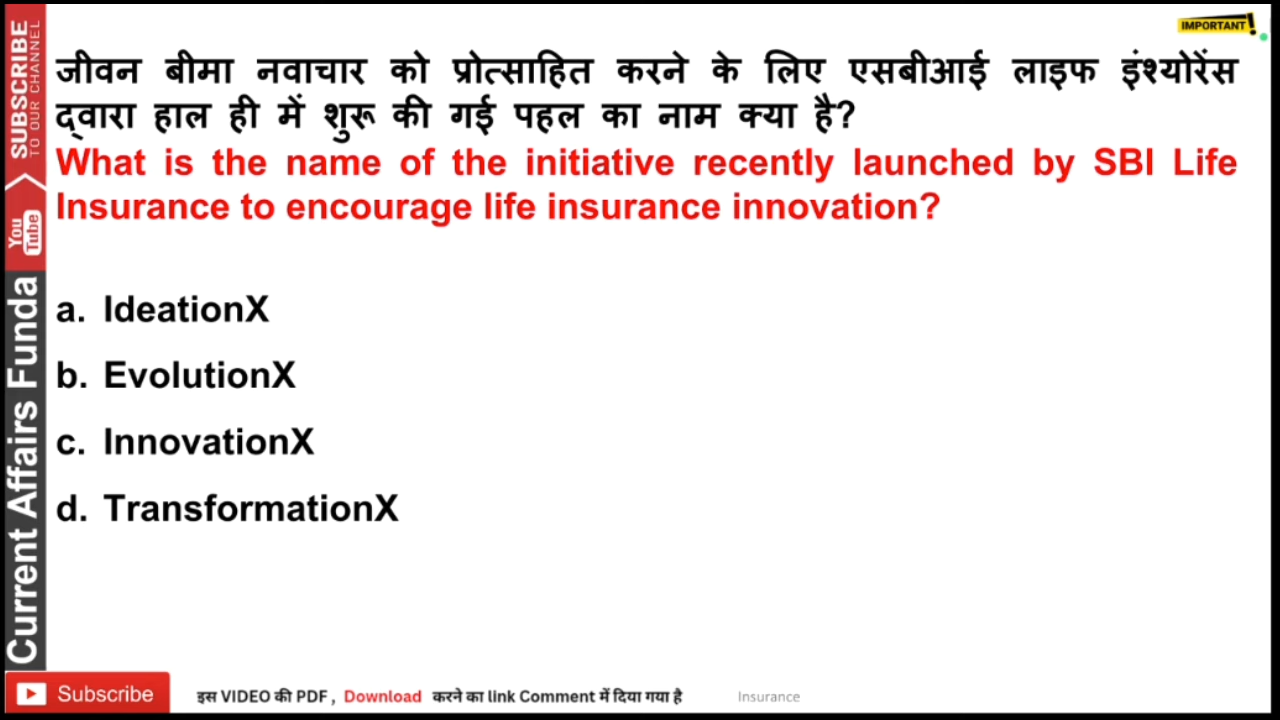 IMPORTANT
जीवन बीमा नवाचार को प्रोत्साहित करने के लिए एसबीआई लाइफ इंश्योरेंस
द्वारा हाल ही में शुरू की गई पहल का नाम क्या है?
What is the name of the initiative recently launched by SBI Life
Insurance to encourage life insurance innovation?
a. IdeationX
b. EvolutionX
c. InnovationX
d. TransformationX
SUBSCRIBE
TO OUR CHANNEL
You Tube
Current Affairs Funda
Subscribe
इस VIDEO की PDF , Download करने का link Comment में दिया गया है
Insurance